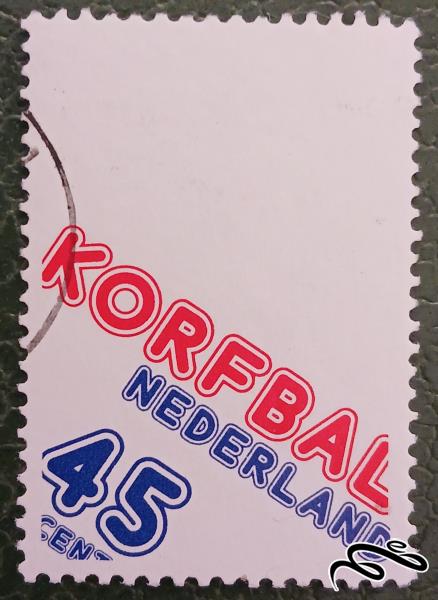 KORFBAL
NEDERLAND
45
CENT